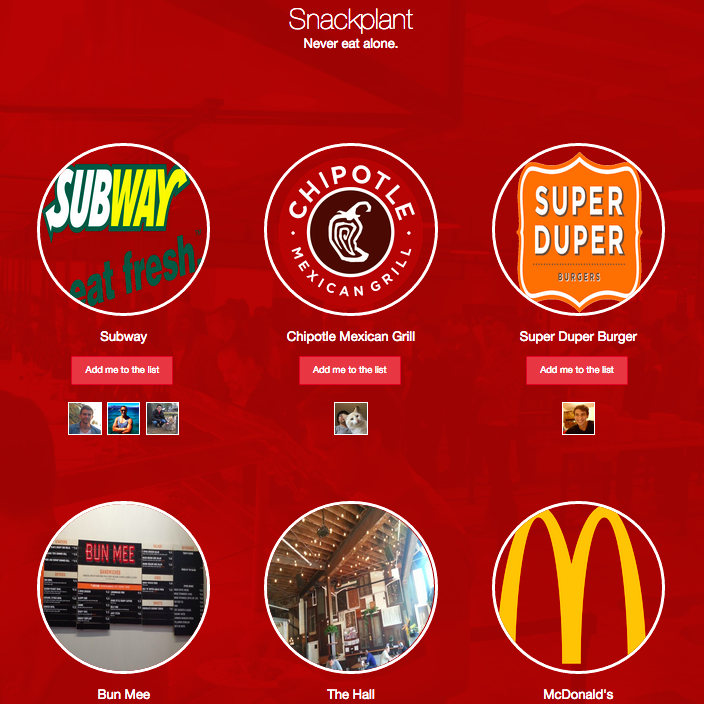 Snackplant
Never eat alone.
SUBWAY
eat fresh.
CHIPOTLE
MEXICAN GRILL
SUPER
DUPER
BURGERS
Subway
Chipotle Mexican Grill
Super Duper Burger
Add me to the list
Add me to the list
Add me to the list
BUN MEE
SANDWICHES
Bun Mee
The Hall
McDonald's